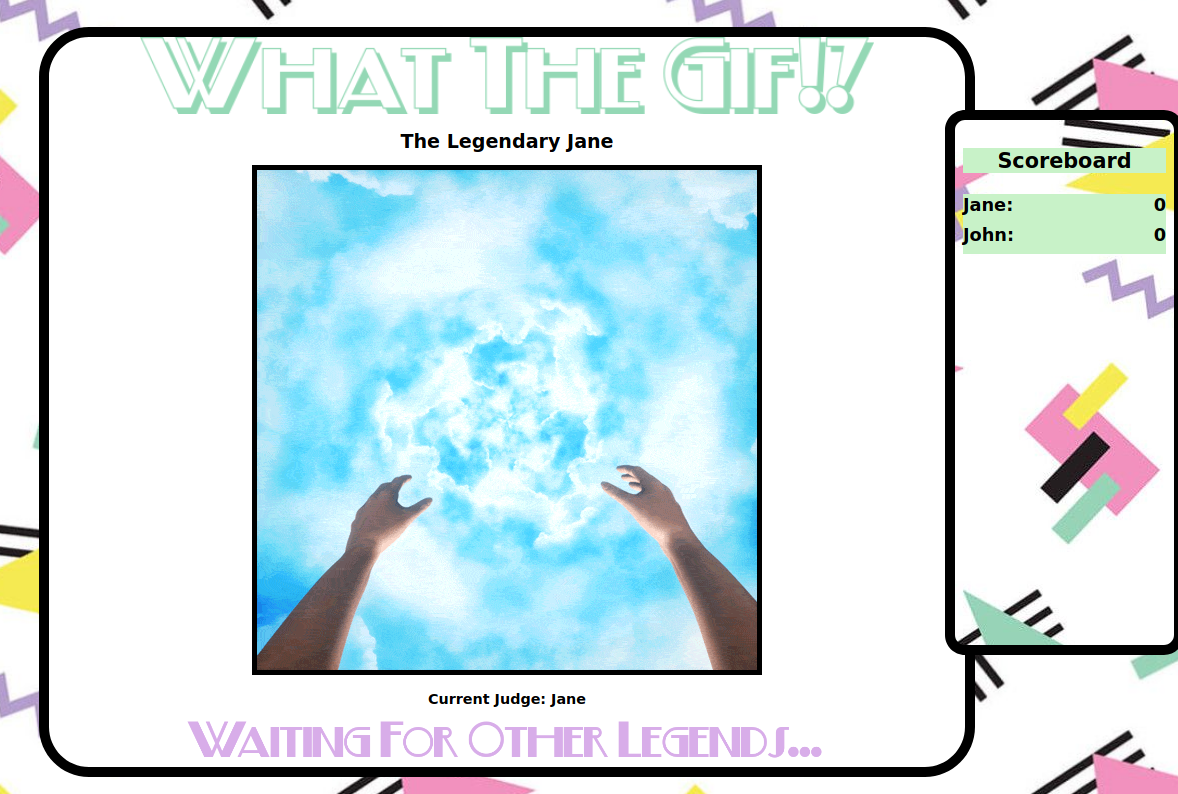 What The Gif!?
The Legendary Jane
Scoreboard
Jane: 0
John: 0
Current Judge: Jane
Waiting For Other Legends...